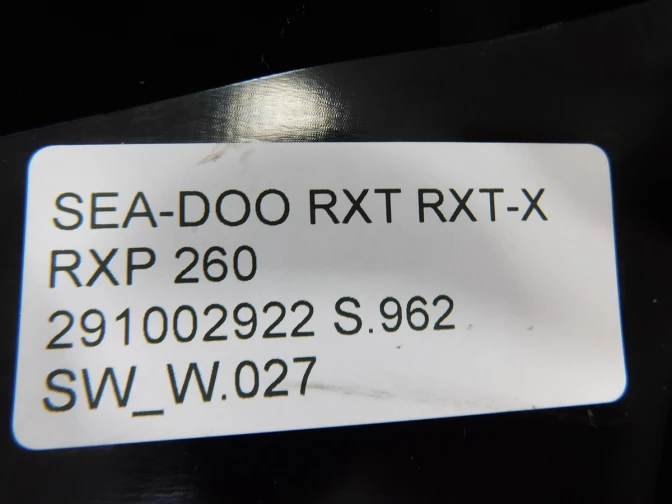 SEA-DOO RXT RXT-X
RXP 260
291002922 S.962
SW_W.027